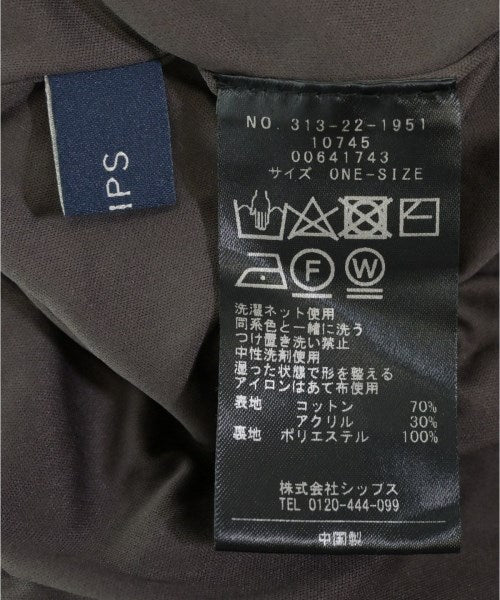 NO. 313-22-1951
10745
00641743
サイズ ONE-SIZE
F W
洗濯ネット使用
同系色と一緒に洗う
つけ置き洗い禁止
中性洗剤使用
湿った状態で形を整える
アイロンはあて布使用
表地 コットン 70%
アクリル 30%
裏地 ポリエステル 100%
株式会社シップス
TEL 0120-444-099
中国製
IPS